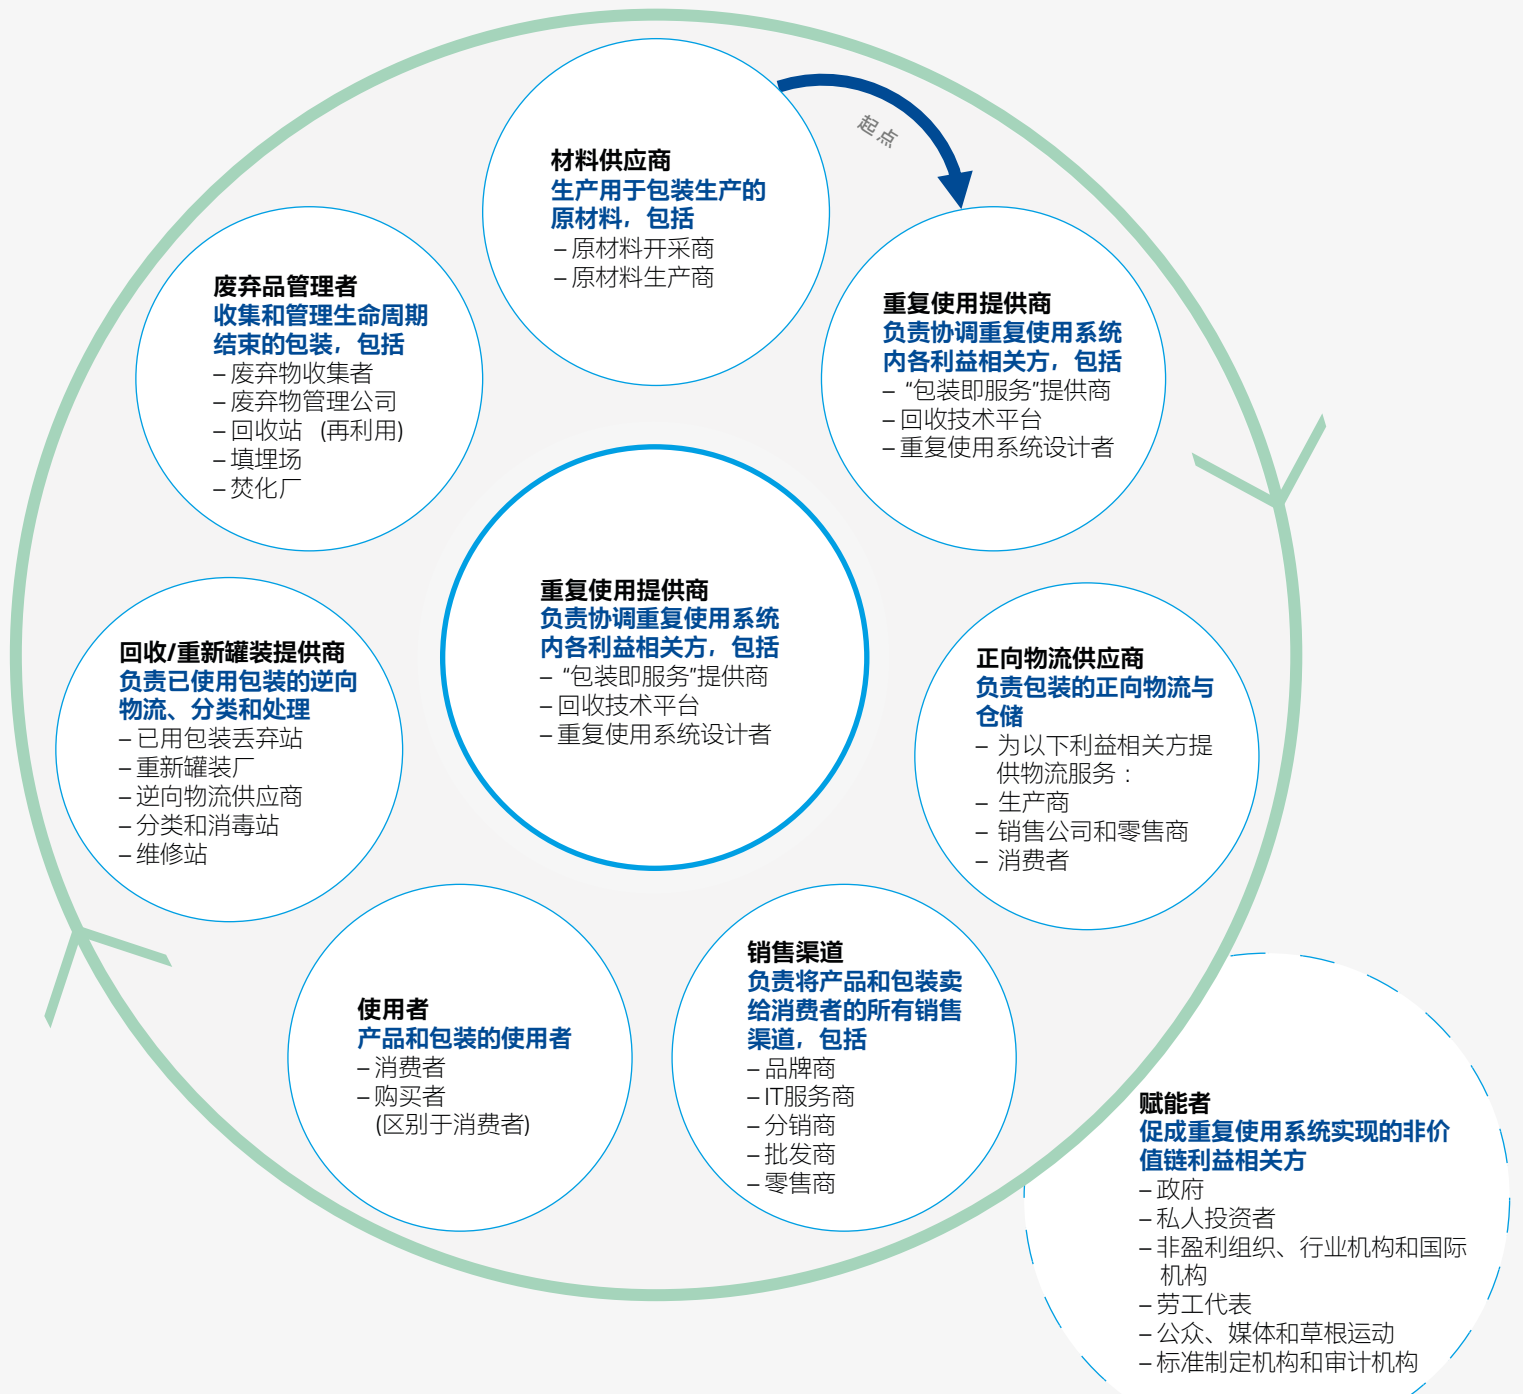 材料供应商
生产用于包装生产的
原材料，包括
– 原材料开采商
– 原材料生产商
起点
重复使用提供商
负责协调重复使用系统
内各利益相关方，包括
– “包装即服务”提供商
– 回收技术平台
– 重复使用系统设计者
废弃品管理者
收集和管理生命周期
结束的包装，包括
– 废弃物收集者
– 废弃物管理公司
– 回收站 (再利用)
– 填埋场
– 焚化厂
重复使用提供商
负责协调重复使用系统
内各利益相关方，包括
– “包装即服务”提供商
– 回收技术平台
– 重复使用系统设计者
回收/重新罐装提供商
负责已使用包装的逆向
物流、分类和处理
– 已用包装丢弃站
– 重新罐装厂
– 逆向物流供应商
– 分类和消毒站
– 维修站
正向物流供应商
负责包装的正向物流与
仓储
– 为以下利益相关方提
供物流服务：
– 生产商
– 销售公司和零售商
– 消费者
使用者
产品和包装的使用者
– 消费者
– 购买者
(区别于消费者)
销售渠道
负责将产品和包装卖
给消费者的所有销售
渠道，包括
– 品牌商
– IT服务商
– 分销商
– 批发商
– 零售商
赋能者
促成重复使用系统实现的非价
值链利益相关方
– 政府
– 私人投资者
– 非盈利组织、行业机构和国际
机构
– 劳工代表
– 公众、媒体和草根运动
– 标准制定机构和审计机构